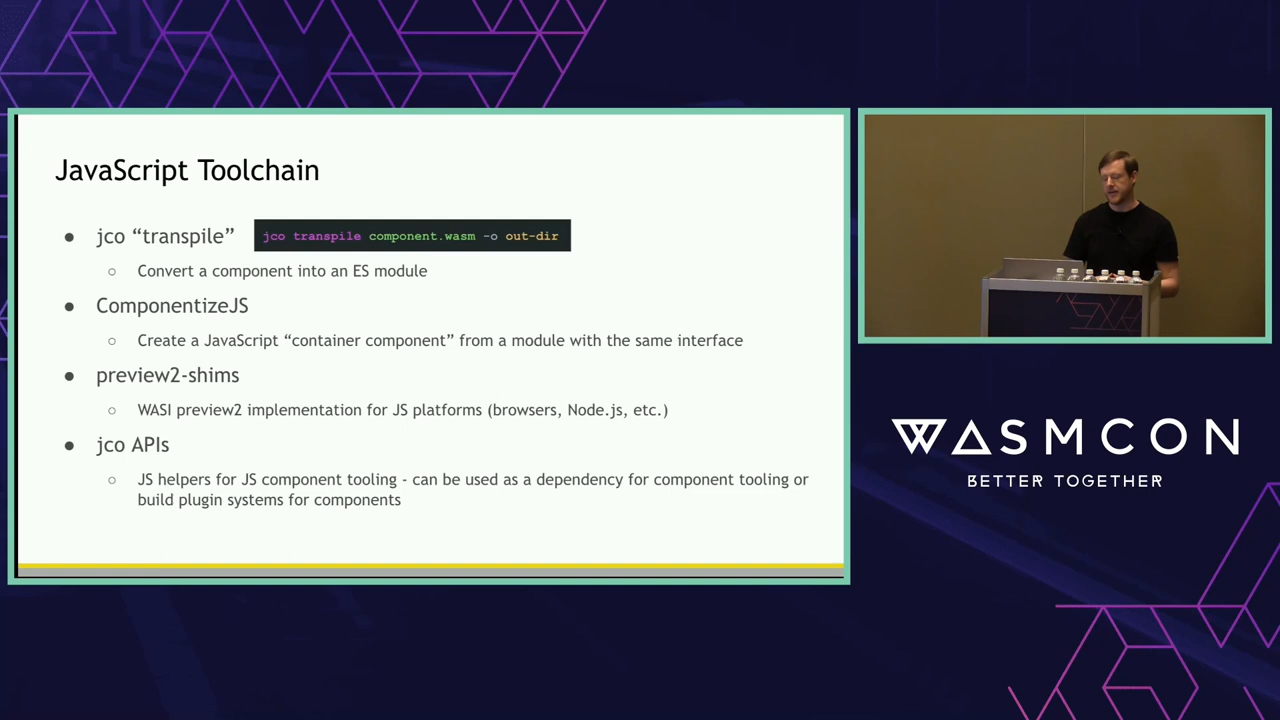 JavaScript Toolchain
● jco “transpile”
jco transpile component.wasm -o out-dir
○ Convert a component into an ES module
● ComponentizeJS
○ Create a JavaScript “container component” from a module with the same interface
● preview2-shims
○ WASI preview2 implementation for JS platforms (browsers, Node.js, etc.)
● jco APIs
○ JS helpers for JS component tooling - can be used as a dependency for component tooling or
build plugin systems for components
WASMCON
BETTER TOGETHER